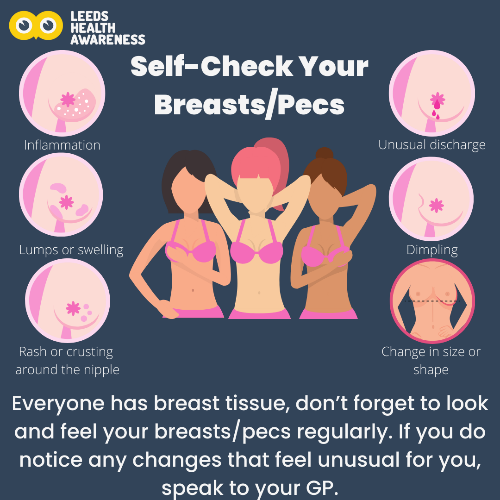 LEEDS
HEALTH
AWARENESS
Self-Check Your
Breasts/Pecs
Inflammation
Unusual discharge
Lumps or swelling
Dimpling
Rash or crusting
around the nipple
Change in size or
shape
Everyone has breast tissue, don't forget to look
and feel your breasts/pecs regularly. If you do
notice any changes that feel unusual for you,
speak to your GP.